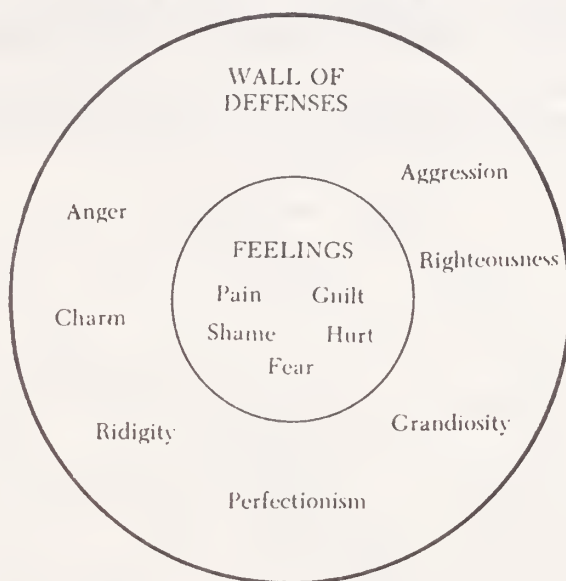 WALL OF
DEFENSES
Aggression
Anger
FEELINGS
Righteousness
Pain Guilt
Charm
Shame Hurt
Fear
Ridigity
Grandiosity
Perfectionism